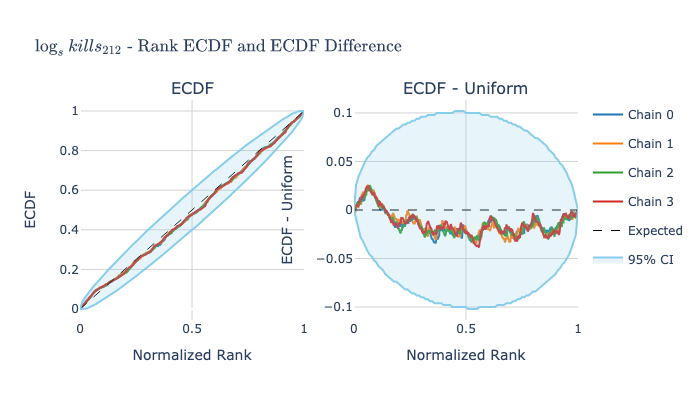 log_s kills_212 - Rank ECDF and ECDF Difference
ECDF
ECDF - Uniform
ECDF
1
0.8
0.6
0.4
0.2
0
0
0.5
1
Normalized Rank
ECDF - Uniform
0.1
0.05
0
−0.05
−0.1
0
0.5
1
Normalized Rank
Chain 0
Chain 1
Chain 2
Chain 3
Expected
95% CI